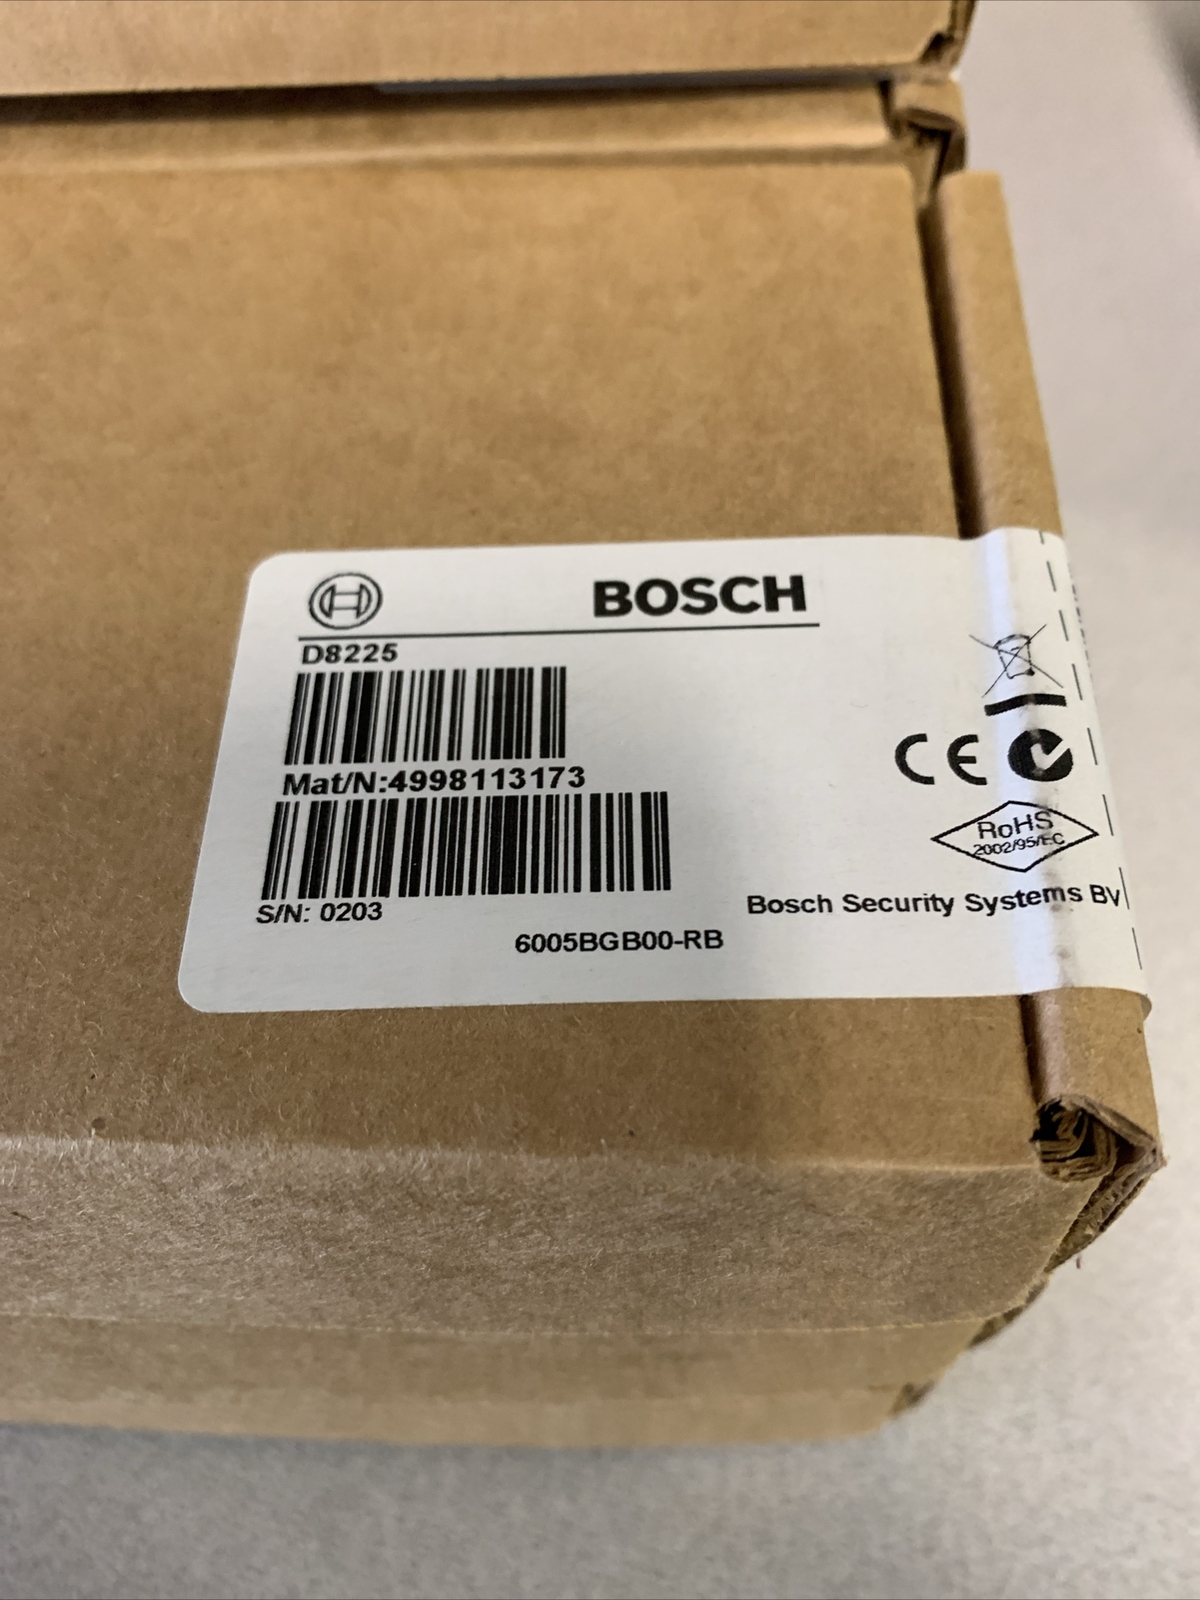 BOSCH
D8225
Mat/N:4998113173
S/N: 0203
6005BGB00-RB
CE
RoHS
2002/95/EC
Bosch Security Systems BV